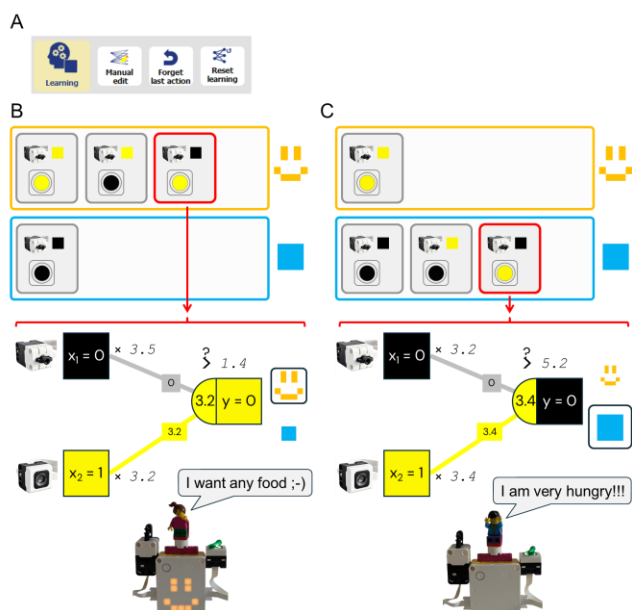 A
Learning
Manual
edit
Forget
last action
Reset
learning
B
C
x₁ = 0
× 3.5
0
?
> 1.4
3.2
y = 0
3.2
x₂ = 1
× 3.2
I want any food ;-)
x₁ = 0
× 3.2
0
?
> 5.2
3.4
y = 0
3.4
x₂ = 1
× 3.4
I am very hungry!!!